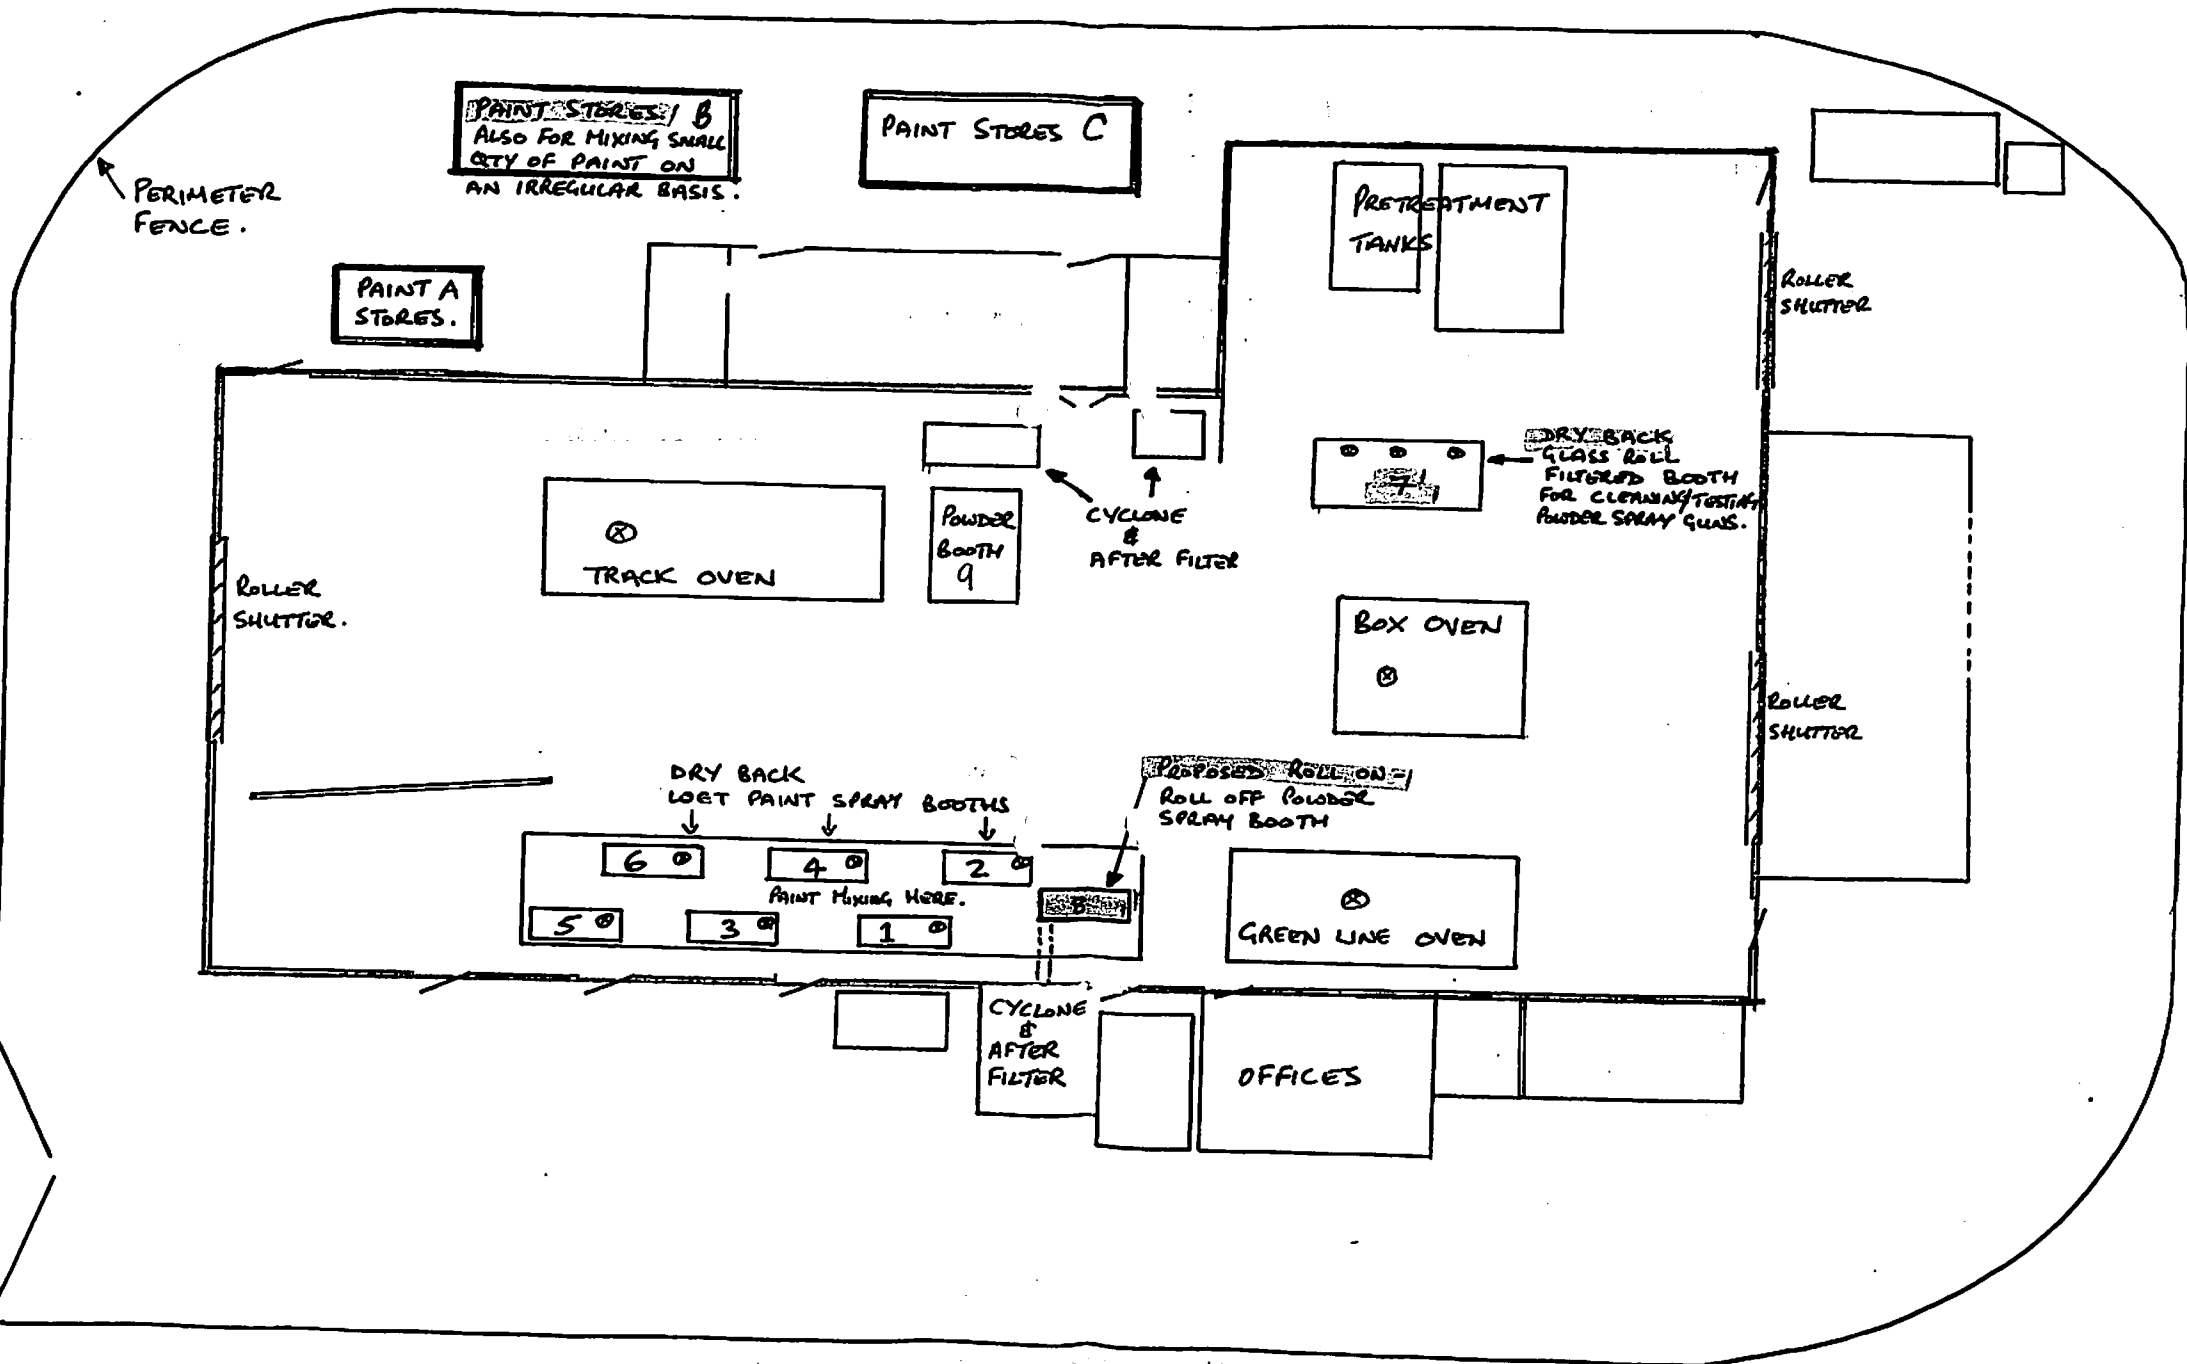 PAINT STORES / B
ALSO FOR MIXING SMALL
QTY OF PAINT ON
AN IRREGULAR BASIS.
PAINT STORES C
PERIMETER
FENCE.
PRETREATMENT
TANKS
PAINT A
STORES.
ROLLER
SHUTTER
DRY BACK
GLASS ROLL
FILTERED BOOTH
FOR CLEANING/TESTING
POWDER SPRAY GUNS.
7
POWDER
BOOTH
9
CYCLONE
&
AFTER FILTER
TRACK OVEN
ROLLER
SHUTTER.
BOX OVEN
ROLLER
SHUTTER
DRY BACK
WET PAINT SPRAY BOOTHS
PROPOSED ROLL ON-/
ROLL OFF POWDER
SPRAY BOOTH
6
4
2
PAINT MIXING HERE.
8
5
3
1
GREEN LINE OVEN
CYCLONE
&
AFTER
FILTER
OFFICES